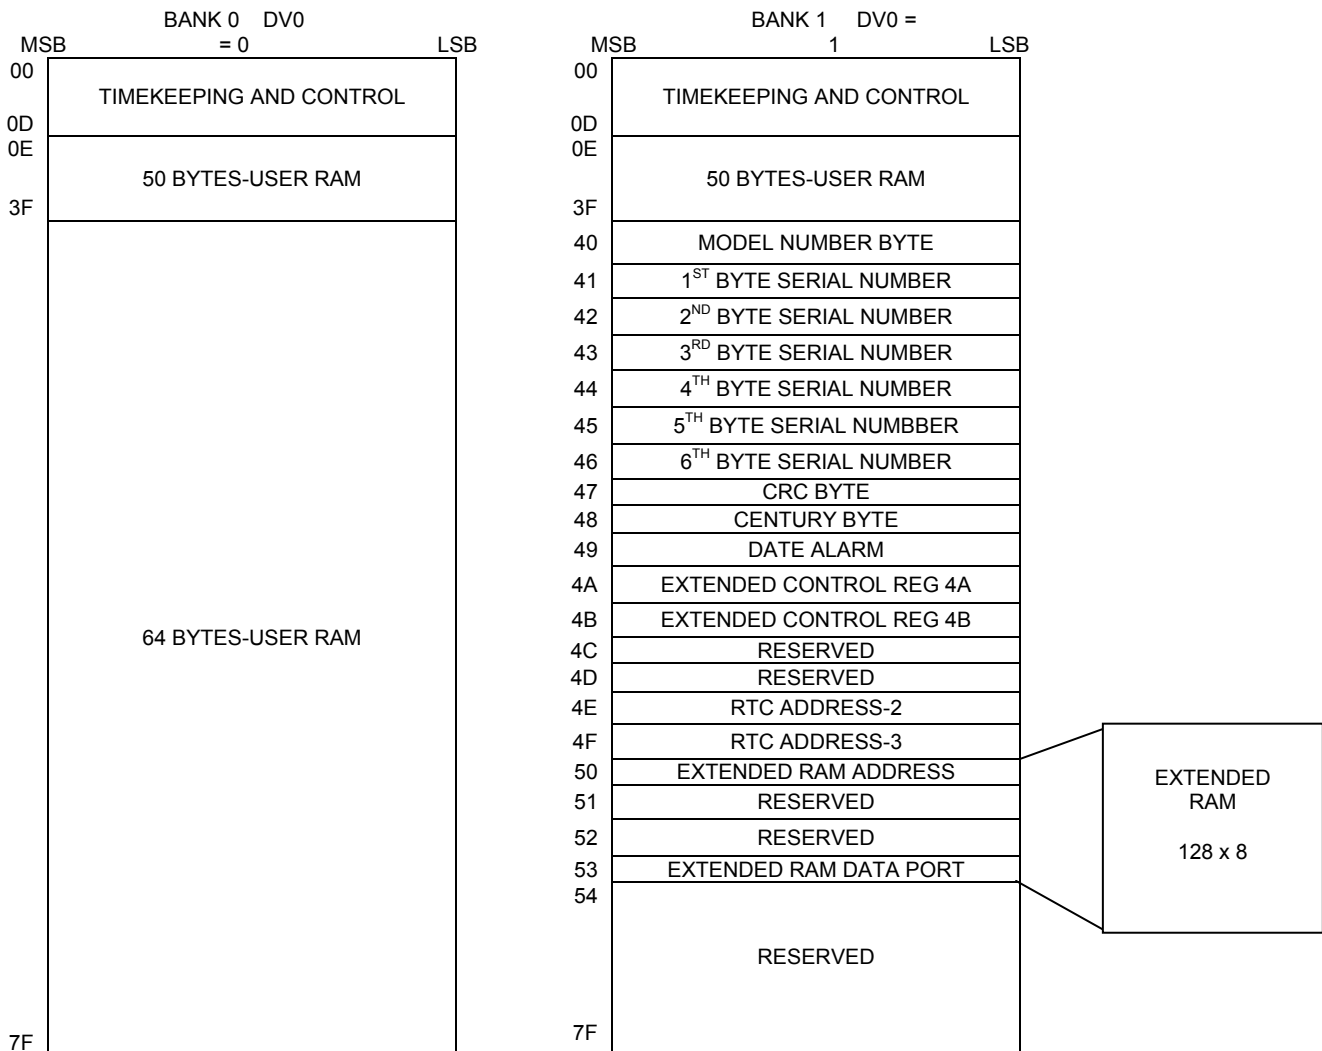 BANK 0 DV0
= 0
MSB
LSB
00
TIMEKEEPING AND CONTROL
0D
0E
50 BYTES-USER RAM
3F
64 BYTES-USER RAM
7F
BANK 1 DV0 =
1
MSB
LSB
00
TIMEKEEPING AND CONTROL
0D
0E
50 BYTES-USER RAM
3F
40 MODEL NUMBER BYTE
41 1ST BYTE SERIAL NUMBER
42 2ND BYTE SERIAL NUMBER
43 3RD BYTE SERIAL NUMBER
44 4TH BYTE SERIAL NUMBER
45 5TH BYTE SERIAL NUMBBER
46 6TH BYTE SERIAL NUMBER
47 CRC BYTE
48 CENTURY BYTE
49 DATE ALARM
4A EXTENDED CONTROL REG 4A
4B EXTENDED CONTROL REG 4B
4C RESERVED
4D RESERVED
4E RTC ADDRESS-2
4F RTC ADDRESS-3
50 EXTENDED RAM ADDRESS
51 RESERVED
52 RESERVED
53 EXTENDED RAM DATA PORT
54
RESERVED
7F
EXTENDED
RAM
128 x 8